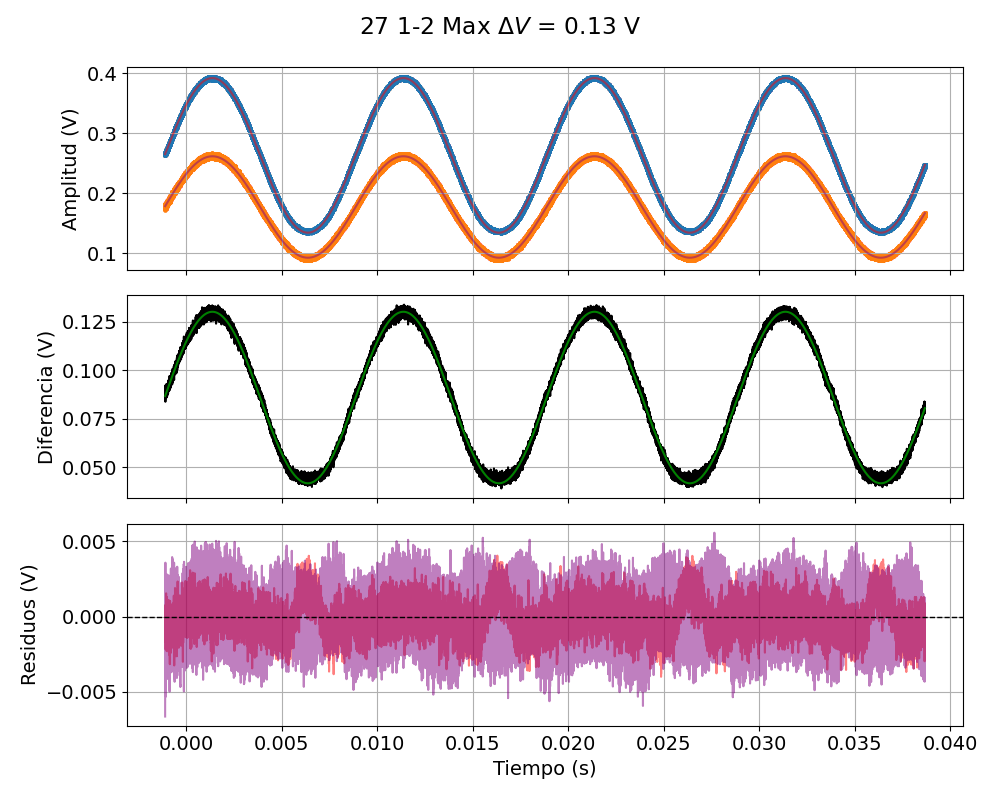 27 1-2 Max ΔV = 0.13 V
0.4
0.3
0.2
0.1
Amplitud (V)
0.125
0.100
0.075
0.050
Diferencia (V)
0.005
0.000
−0.005
Residuos (V)
0.000 0.005 0.010 0.015 0.020 0.025 0.030 0.035 0.040
Tiempo (s)